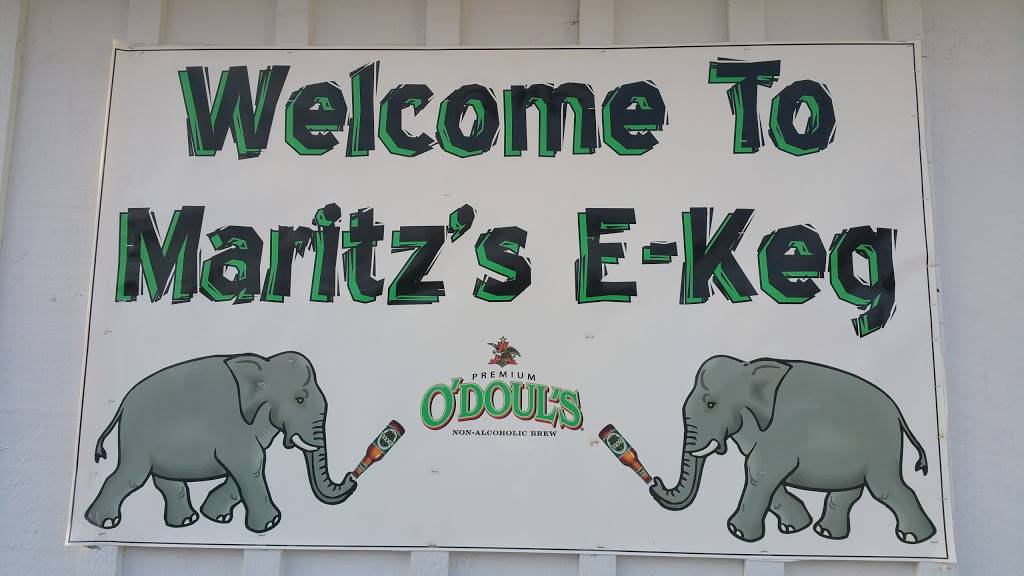 Welcome To
Maritz's E-Keg
PREMIUM
O'DOUL'S
NON-ALCOHOLIC BREW